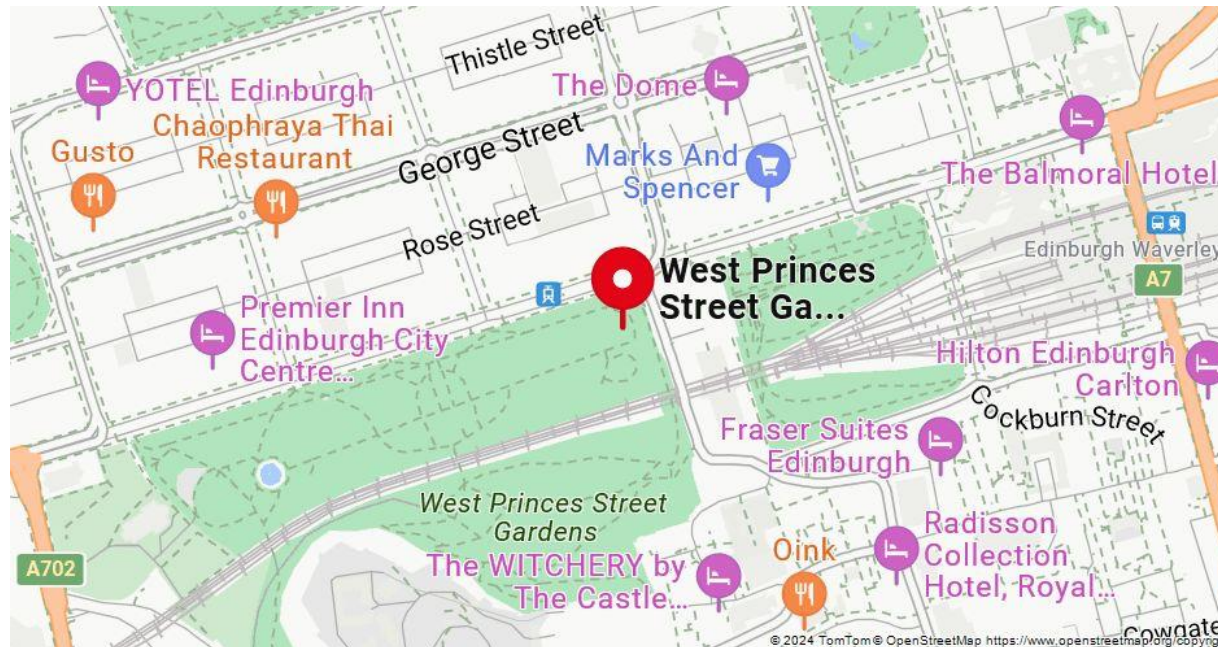 Thistle Street
YOTEL Edinburgh
The Dome
Gusto
Chaophraya Thai
Restaurant
George Street
Marks And
Spencer
The Balmoral Hotel
Rose Street
Edinburgh Waverley
A7
West Princes
Street Ga...
Premier Inn
Edinburgh City
Centre...
Hilton Edinburgh
Carlton
Cockburn Street
Fraser Suites
Edinburgh
West Princes Street
Gardens
A702
The WITCHERY by
The Castle...
Oink
Radisson
Collection
Hotel, Royal...
Cowgate
© 2024 TomTom © OpenStreetMap https://www.openstreetmap.org/copyrig